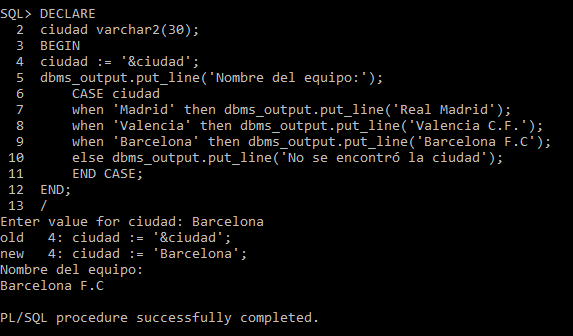 SQL> DECLARE
2 ciudad varchar2(30);
3 BEGIN
4 ciudad := '&ciudad';
5 dbms_output.put_line('Nombre del equipo:');
6 CASE ciudad
7 when 'Madrid' then dbms_output.put_line('Real Madrid');
8 when 'Valencia' then dbms_output.put_line('Valencia C.F.');
9 when 'Barcelona' then dbms_output.put_line('Barcelona F.C');
10 else dbms_output.put_line('No se encontró la ciudad');
11 END CASE;
12 END;
13 /
Enter value for ciudad: Barcelona
old 4: ciudad := '&ciudad';
new 4: ciudad := 'Barcelona';
Nombre del equipo:
Barcelona F.C
PL/SQL procedure successfully completed.